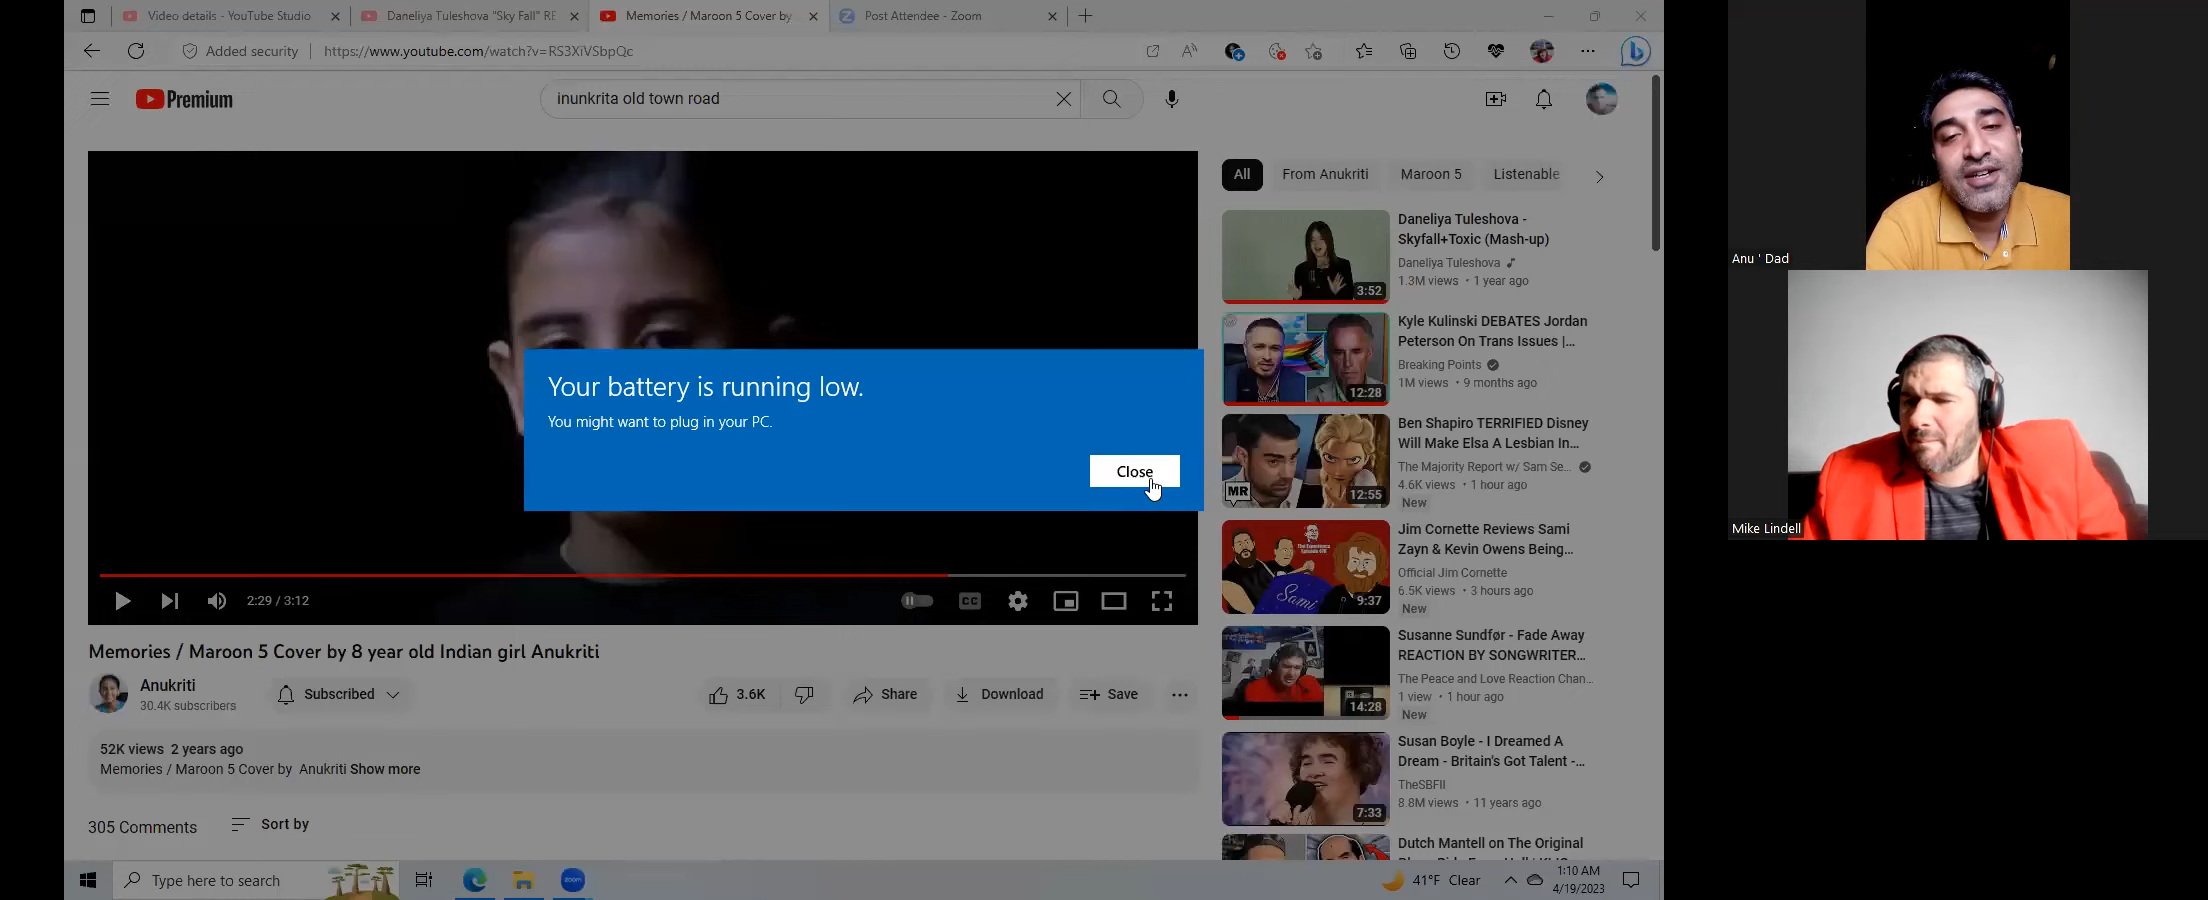 Video details - YouTube Studio
Daneliya Tuleshova "Sky Fall" RE
Memories / Maroon 5 Cover by
Post Attendee - Zoom
Added security
https://www.youtube.com/watch?v=RS3XiVSbpQc
Premium
inunkrita old town road
All
From Anukriti
Maroon 5
Listenable
Daneliya Tuleshova -
Skyfall+Toxic (Mash-up)
Daneliya Tuleshova
1.3M views • 1 year ago
3:52
Kyle Kulinski DEBATES Jordan
Peterson On Trans Issues |...
Breaking Points
1M views • 9 months ago
12:28
Ben Shapiro TERRIFIED Disney
Will Make Elsa A Lesbian In...
The Majority Report w/ Sam Se...
4.6K views • 1 hour ago
New
MR
12:55
Jim Cornette Reviews Sami
Zayn & Kevin Owens Being...
Official Jim Cornette
6.5K views • 3 hours ago
New
Sami
9:37
Susanne Sundfør - Fade Away
REACTION BY SONGWRITER...
The Peace and Love Reaction Chan...
1 view • 1 hour ago
New
14:28
Susan Boyle - I Dreamed A
Dream - Britain's Got Talent -...
TheSBFII
8.8M views • 11 years ago
7:33
Dutch Mantell on The Original
Your battery is running low.
You might want to plug in your PC.
Close
2:29 / 3:12
CC
Memories / Maroon 5 Cover by 8 year old Indian girl Anukriti
Anukriti
30.4K subscribers
Subscribed
3.6K
Share
Download
Save
52K views 2 years ago
Memories / Maroon 5 Cover by Anukriti Show more
305 Comments
Sort by
Type here to search
zoom
41°F Clear
1:10 AM
4/19/2023
Anu ' Dad
Mike Lindell